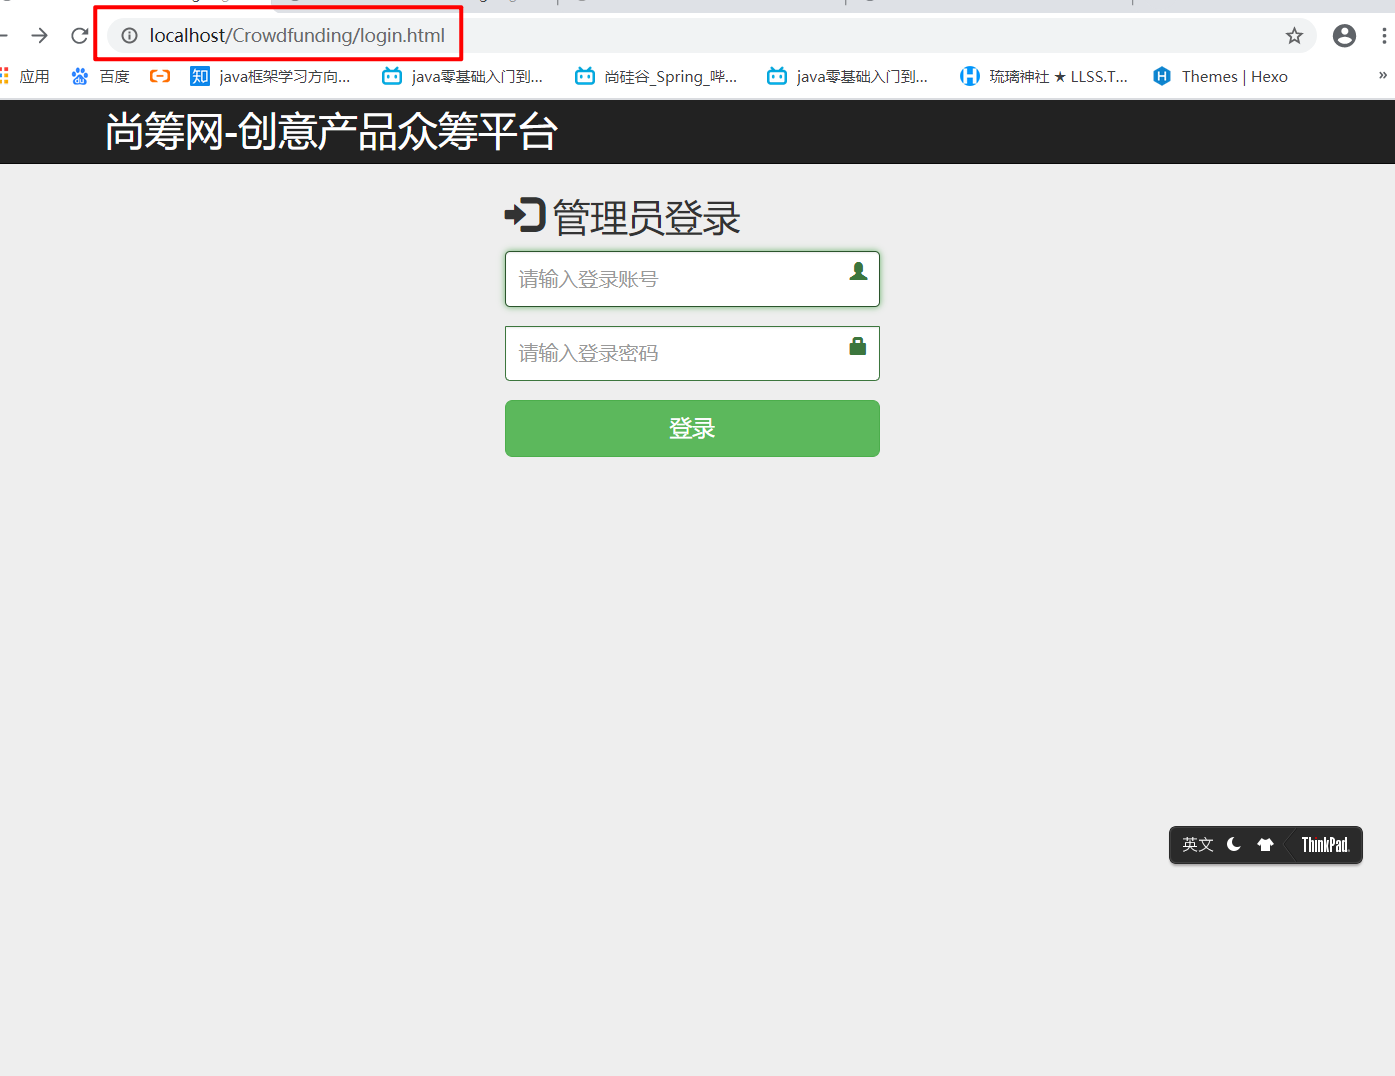 localhost/Crowdfunding/login.html
应用 百度 知 java框架学习方向... java零基础入门到... 尚硅谷_Spring_哔... java零基础入门到... 琉璃神社 ★ LLSS.T... Themes | Hexo »
尚筹网-创意产品众筹平台
管理员登录
请输入登录账号
请输入登录密码
登录
英文 ThinkPad